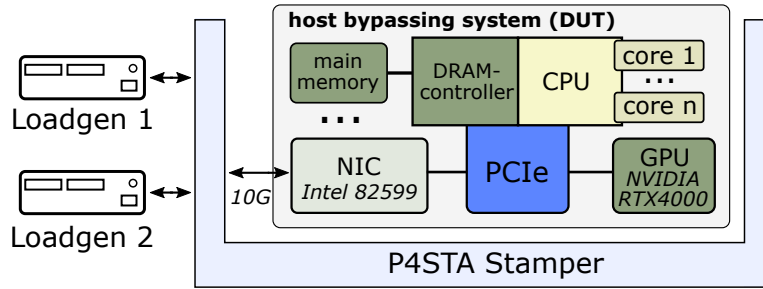 host bypassing system (DUT)
main
memory
...
DRAM-
controller
CPU
core 1
...
core n
Loadgen 1
10G
NIC
Intel 82599
PCIe
GPU
NVIDIA
RTX4000
Loadgen 2
P4STA Stamper